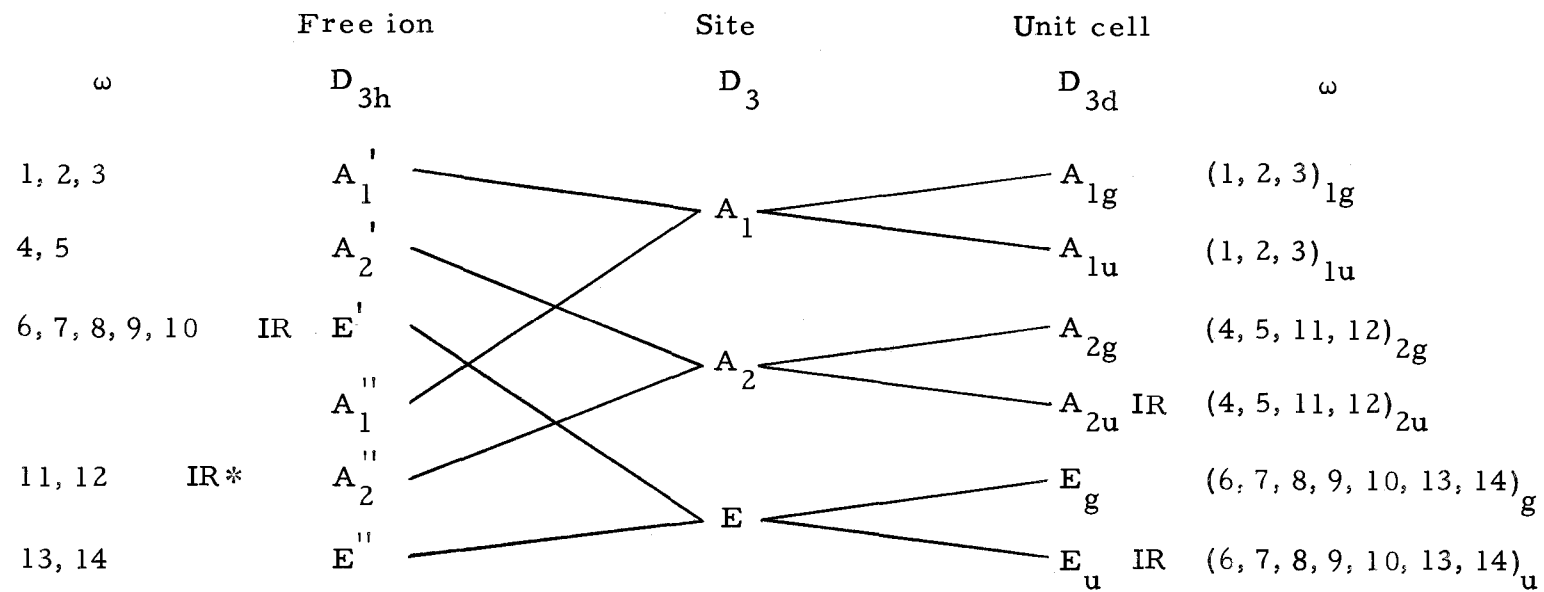 Free ion Site Unit cell
ω D3h D3 D3d ω
1, 2, 3 A1' A1g (1, 2, 3)1g
A1
4, 5 A2' A1u (1, 2, 3)1u
6, 7, 8, 9, 10 IR E' A2g (4, 5, 11, 12)2g
A2
A1'' A2u IR (4, 5, 11, 12)2u
11, 12 IR* A2'' Eg (6, 7, 8, 9, 10, 13, 14)g
E
13, 14 E'' Eu IR (6, 7, 8, 9, 10, 13, 14)u